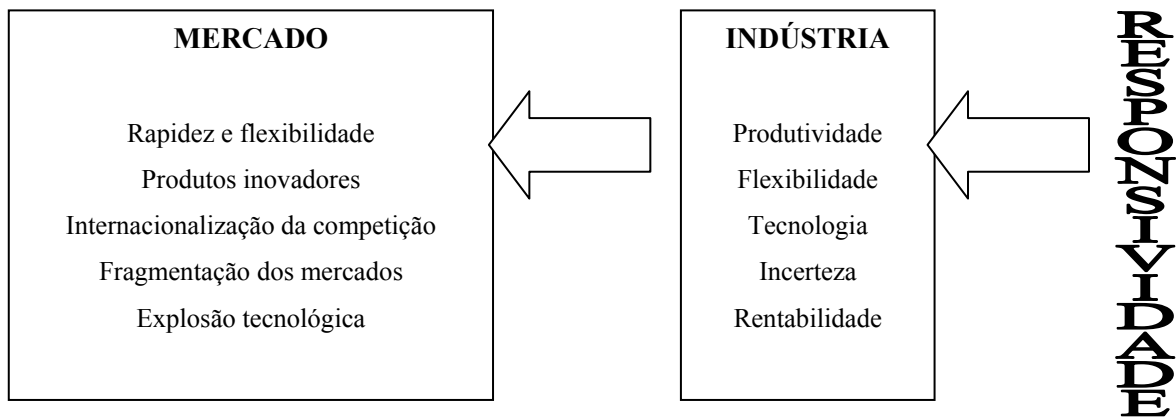 MERCADO
Rapidez e flexibilidade
Produtos inovadores
Internacionalização da competição
Fragmentação dos mercados
Explosão tecnológica
INDÚSTRIA
Produtividade
Flexibilidade
Tecnologia
Incerteza
Rentabilidade
RESPONSIVIDADE